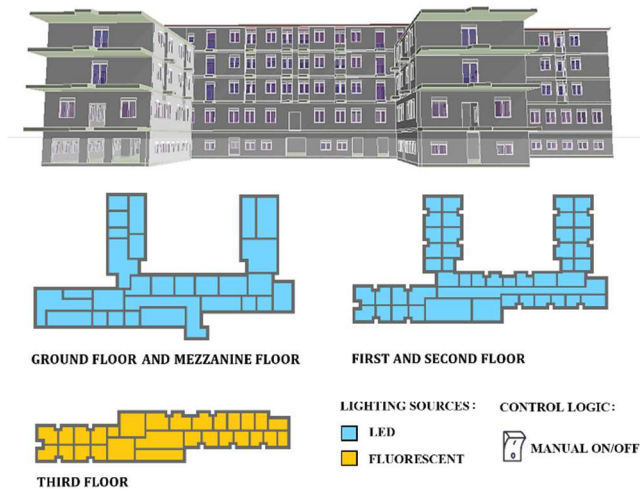 GROUND FLOOR AND MEZZANINE FLOOR
FIRST AND SECOND FLOOR
LIGHTING SOURCES:
LED
FLUORESCENT
CONTROL LOGIC:
MANUAL ON/OFF
THIRD FLOOR